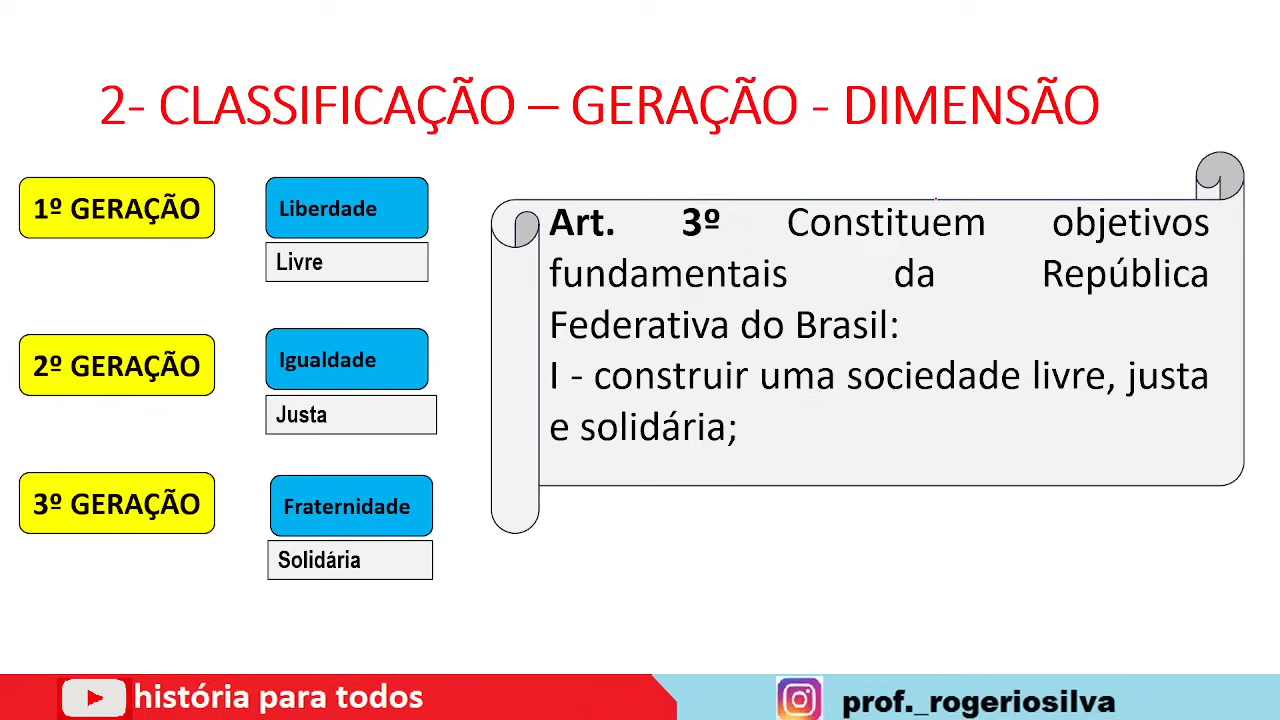 2- CLASSIFICAÇÃO – GERAÇÃO - DIMENSÃO
1º GERAÇÃO
Liberdade
Livre
2º GERAÇÃO
Igualdade
Justa
3º GERAÇÃO
Fraternidade
Solidária
Art. 3º Constituem objetivos
fundamentais da República
Federativa do Brasil:
I - construir uma sociedade livre, justa
e solidária;
história para todos
prof._rogeriosilva